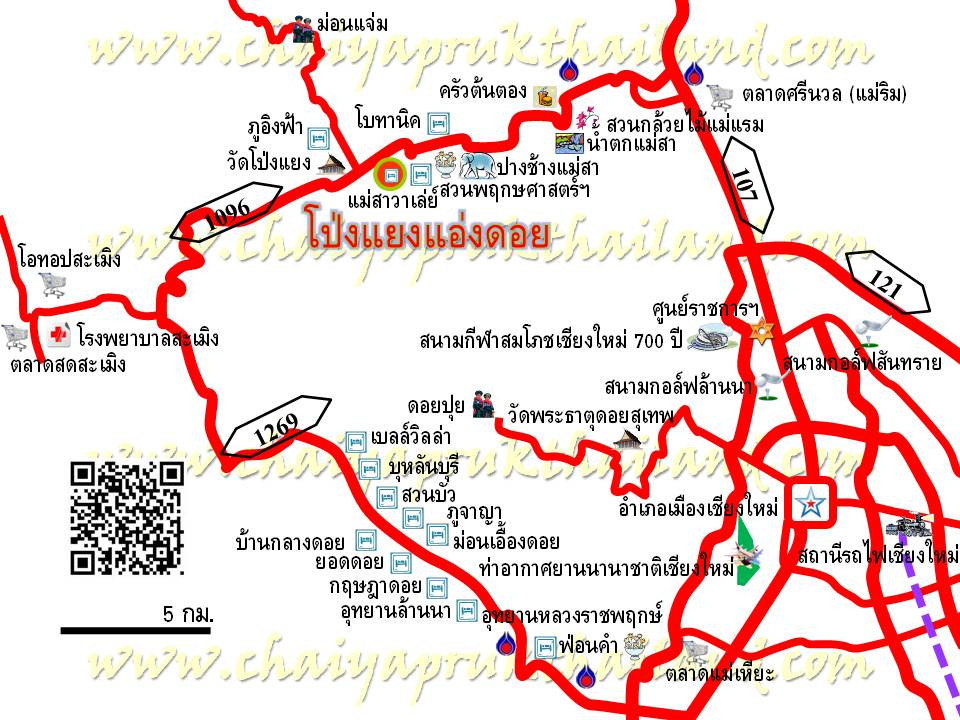 www.chaiyaprukthailand.com
ม่อนแจ่ม
ครัวต้นตอง
ตลาดศรีนวล (แม่ริม)
ภูอิงฟ้า
โบทานิค
สวนกล้วยไม้แม่แรม
น้ำตกแม่สา
วัดโป่งแยง
ปางช้างแม่สา
สวนพฤกษศาสตร์ฯ
แม่สาวาเล่ย์
107
1096
โป่งแยงแอ่งดอย
www.chaiyaprukthailand.com
โอทอปสะเมิง
121
ศูนย์ราชการฯ
โรงพยาบาลสะเมิง
สนามกีฬาสมโภชเชียงใหม่ 700 ปี
ตลาดสดสะเมิง
สนามกอล์ฟสันทราย
สนามกอล์ฟล้านนา
ดอยปุย
วัดพระธาตุดอยสุเทพ
1269
เบลล์วิลล่า
www.chaiyaprukthailand.com
บุหลันบุรี
สวนบัว
อำเภอเมืองเชียงใหม่
ภูจาญา
บ้านกลางดอย
ม่อนเอื้องดอย
สถานีรถไฟเชียงใหม่
ยอดดอย
ท่าอากาศยานนานาชาติเชียงใหม่
กฤษฎาดอย
อุทยานล้านนา
อุทยานหลวงราชพฤกษ์
5 กม.
ฟ่อนคำ
www.chaiyaprukthailand.com
ตลาดแม่เหียะ